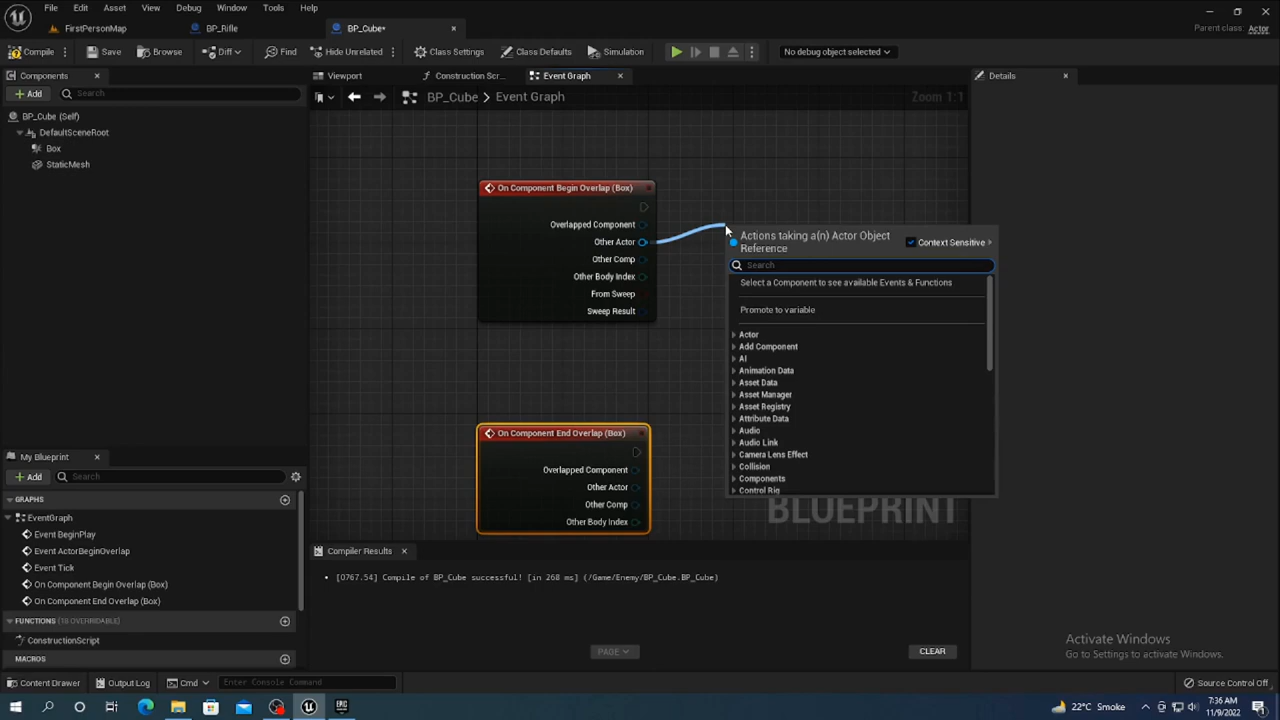 File Edit Asset View Debug Window Tools Help
FirstPersonMap BP_Rifle BP_Cube* Parent class: Actor
Compile Save Browse Diff Find Hide Unrelated Class Settings Class Defaults Simulation No debug object selected
Components Viewport Construction Scr... Event Graph Details
Add Search BP_Cube > Event Graph Zoom 1:1
BP_Cube (Self)
DefaultSceneRoot
Box
StaticMesh
On Component Begin Overlap (Box)
Overlapped Component
Other Actor
Other Comp
Other Body Index
From Sweep
Sweep Result
Actions taking a(n) Actor Object Reference Context Sensitive
Search
Select a Component to see available Events & Functions
Promote to variable
Actor
Add Component
AI
Animation Data
Asset Data
Asset Manager
Asset Registry
Attribute Data
Audio
Audio Link
Camera Lens Effect
Collision
Components
Control Rig
On Component End Overlap (Box)
Overlapped Component
Other Actor
Other Comp
Other Body Index
BLUEPRINT
My Blueprint
Add Search
GRAPHS
EventGraph
Event BeginPlay
Event ActorBeginOverlap
Event Tick
On Component Begin Overlap (Box)
On Component End Overlap (Box)
FUNCTIONS (18 OVERRIDABLE)
ConstructionScript
MACROS
Compiler Results
[0767.54] Compile of BP_Cube successful! [in 268 ms] (/Game/Enemy/BP_Cube.BP_Cube)
PAGE CLEAR
Activate Windows
Go to Settings to activate Windows.
Content Drawer Output Log Cmd Enter Console Command Source Control Off
22°C Smoke 7:36 AM
11/9/2022